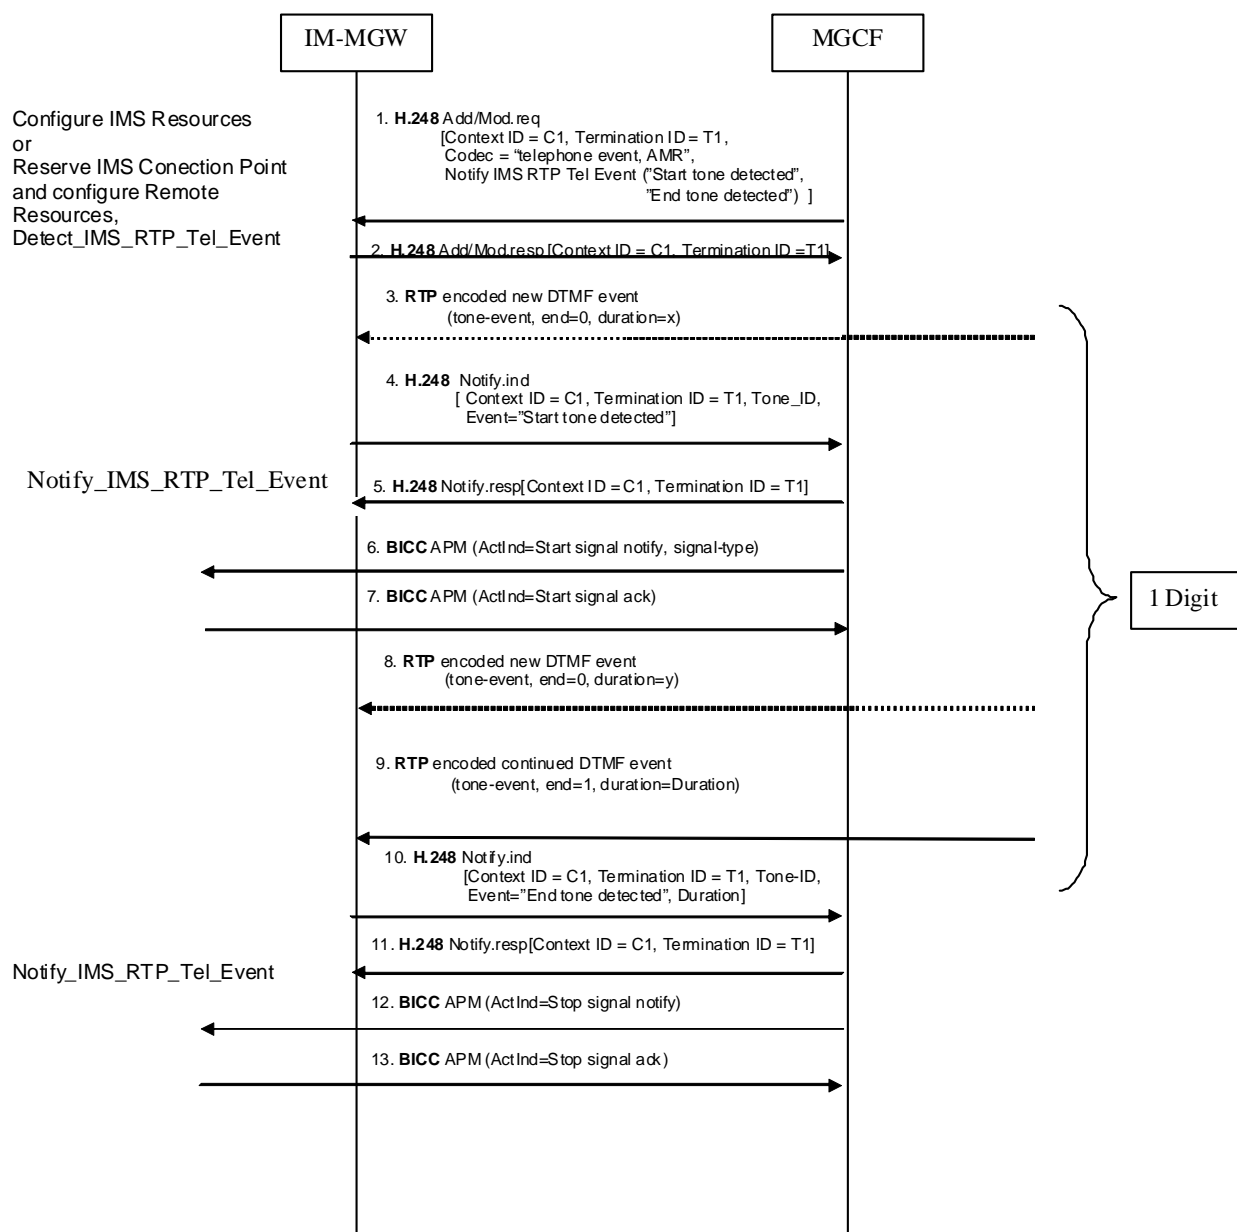 IM-MGW
MGCF
Configure IMS Resources
or
Reserve IMS Conection Point
and configure Remote
Resources,
Detect_IMS_RTP_Tel_Event
1. H.248 Add/Mod.req
[Context ID = C1, Termination ID = T1,
Codec = “telephone event, AMR”,
Notify IMS RTP Tel Event (”Start tone detected”,
”End tone detected”) ]
2. H.248 Add/Mod.resp [Context ID = C1, Termination ID =T1]
3. RTP encoded new DTMF event
(tone-event, end=0, duration=x)
4. H.248 Notify.ind
[ Context ID = C1, Termination ID = T1, Tone_ID,
Event=”Start tone detected”]
Notify_IMS_RTP_Tel_Event
5. H.248 Notify.resp[Context ID = C1, Termination ID = T1]
6. BICC APM (ActInd=Start signal notify, signal-type)
7. BICC APM (ActInd=Start signal ack)
1 Digit
8. RTP encoded new DTMF event
(tone-event, end=0, duration=y)
9. RTP encoded continued DTMF event
(tone-event, end=1, duration=Duration)
10. H.248 Notify.ind
[Context ID = C1, Termination ID = T1, Tone-ID,
Event=”End tone detected”, Duration]
11. H.248 Notify.resp[Context ID = C1, Termination ID = T1]
Notify_IMS_RTP_Tel_Event
12. BICC APM (ActInd=Stop signal notify)
13. BICC APM (ActInd=Stop signal ack)